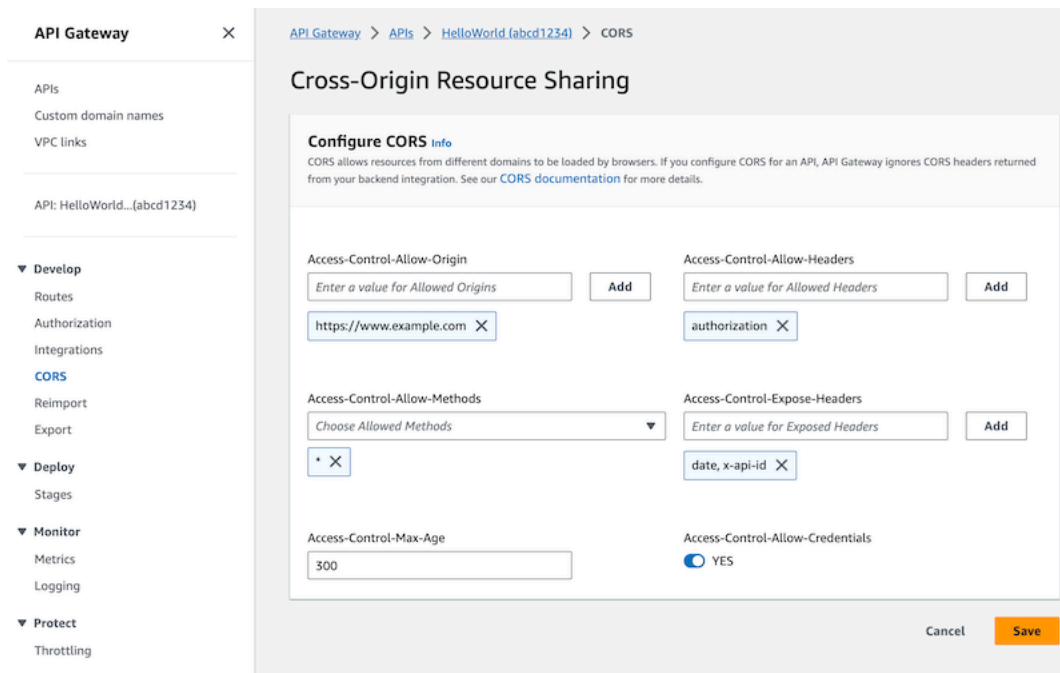 API Gateway
APIs
Custom domain names
VPC links
API: HelloWorld...(abcd1234)
Develop
Routes
Authorization
Integrations
CORS
Reimport
Export
Deploy
Stages
Monitor
Metrics
Logging
Protect
Throttling
API Gateway > APIs > HelloWorld (abcd1234) > CORS
Cross-Origin Resource Sharing
Configure CORS Info
CORS allows resources from different domains to be loaded by browsers. If you configure CORS for an API, API Gateway ignores CORS headers returned
from your backend integration. See our CORS documentation for more details.
Access-Control-Allow-Origin
Enter a value for Allowed Origins
Add
https://www.example.com
Access-Control-Allow-Headers
Enter a value for Allowed Headers
Add
authorization
Access-Control-Allow-Methods
Choose Allowed Methods
*
Access-Control-Expose-Headers
Enter a value for Exposed Headers
Add
date, x-api-id
Access-Control-Max-Age
300
Access-Control-Allow-Credentials
YES
Cancel
Save